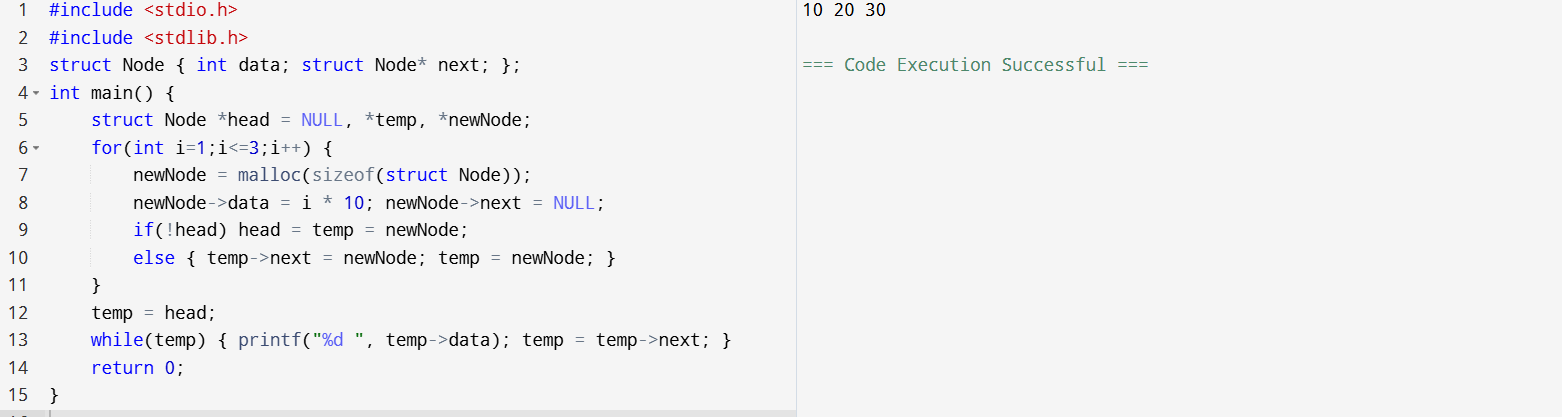 1 #include <stdio.h>
2 #include <stdlib.h>
3 struct Node { int data; struct Node* next; };
4 int main() {
5     struct Node *head = NULL, *temp, *newNode;
6     for(int i=1;i<=3;i++) {
7         newNode = malloc(sizeof(struct Node));
8         newNode->data = i * 10; newNode->next = NULL;
9         if(!head) head = temp = newNode;
10         else { temp->next = newNode; temp = newNode; }
11     }
12     temp = head;
13     while(temp) { printf("%d ", temp->data); temp = temp->next; }
14     return 0;
15 }
10 20 30
=== Code Execution Successful ===